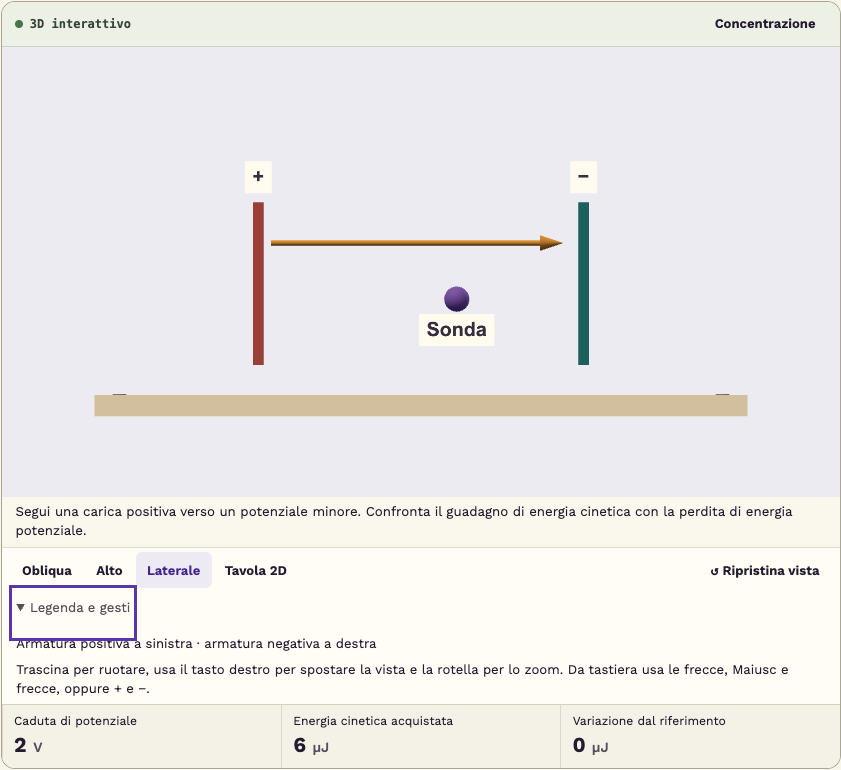 3D interattivo
Concentrazione
+
−
Sonda
Segui una carica positiva verso un potenziale minore. Confronta il guadagno di energia cinetica con la perdita di energia
potenziale.
Obliqua Alto Laterale Tavola 2D ↺ Ripristina vista
▼ Legenda e gesti
Armatura positiva a sinistra · armatura negativa a destra
Trascina per ruotare, usa il tasto destro per spostare la vista e la rotella per lo zoom. Da tastiera usa le frecce, Maiusc e
frecce, oppure + e −.
Caduta di potenziale
2 V
Energia cinetica acquistata
6 μJ
Variazione dal riferimento
0 μJ